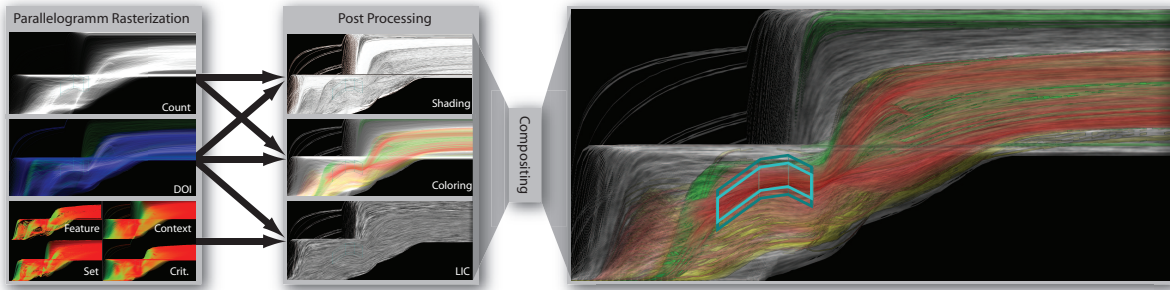 Parallelogramm Rasterization
Count
DOI
Feature
Context
Set
Crit.
Post Processing
Shading
Coloring
LIC
Compositing